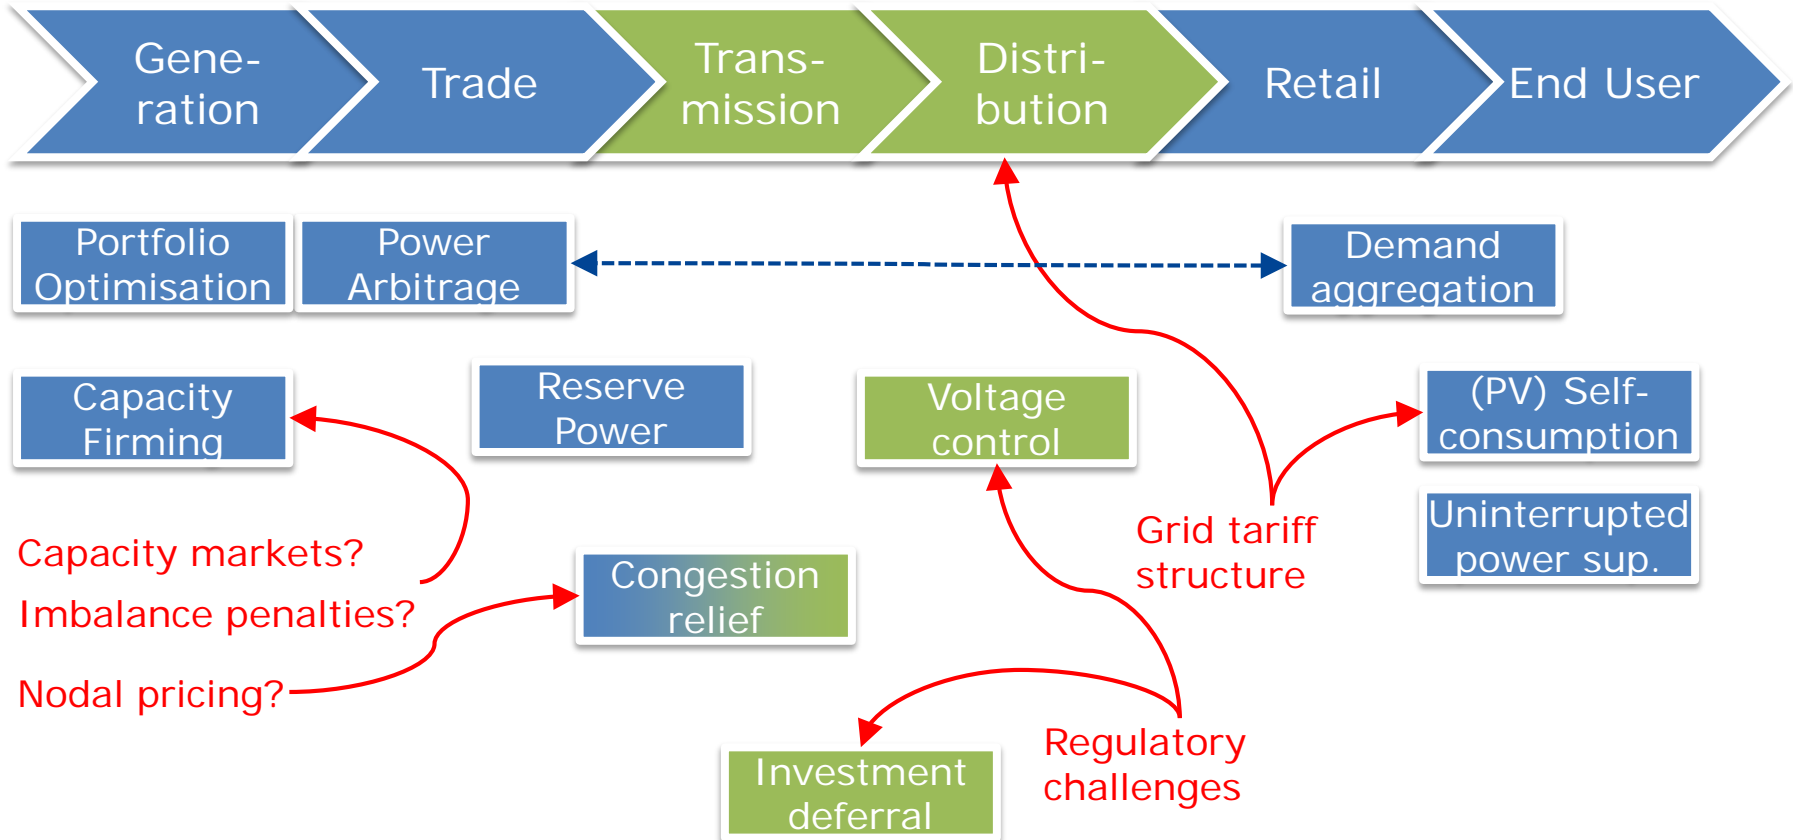 Gene-
ration
Trade
Trans-
mission
Distri-
bution
Retail
End User
Portfolio
Optimisation
Power
Arbitrage
Demand
aggregation
Capacity
Firming
Reserve
Power
Voltage
control
(PV) Self-
consumption
Uninterrupted
power sup.
Grid tariff
structure
Capacity markets?
Imbalance penalties?
Nodal pricing?
Congestion
relief
Regulatory
challenges
Investment
deferral